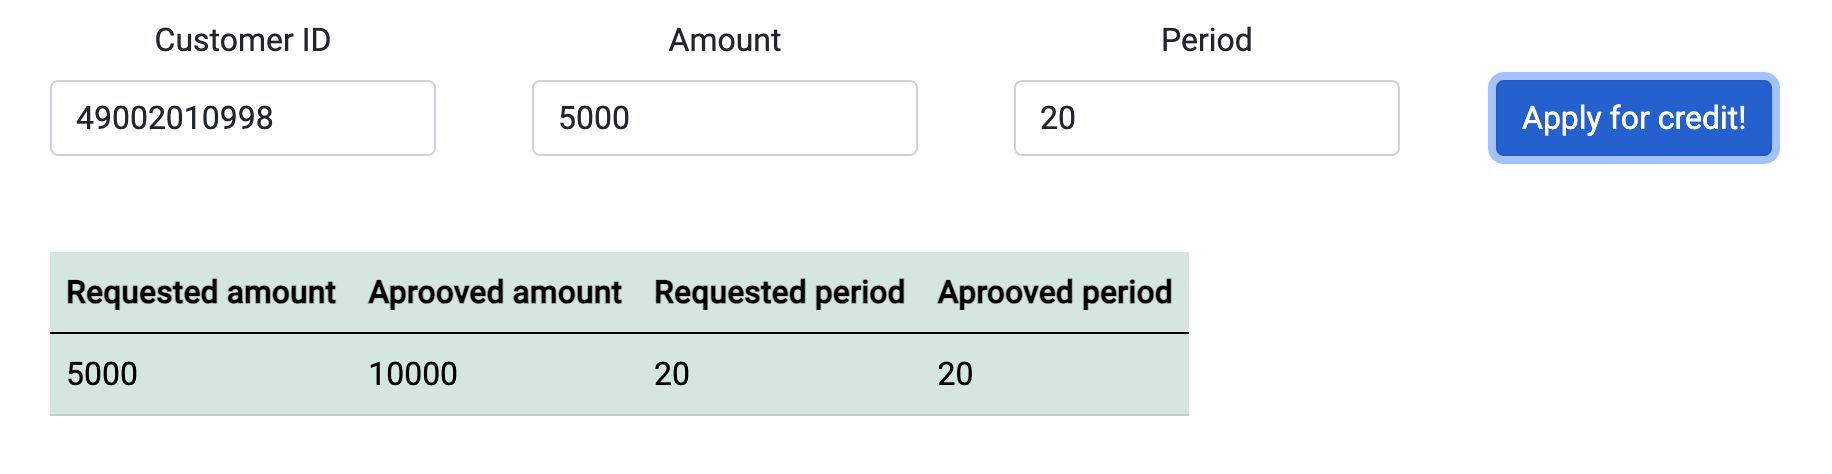 Customer ID Amount Period
49002010998 5000 20 Apply for credit!
Requested amount Aprooved amount Requested period Aprooved period
5000 10000 20 20